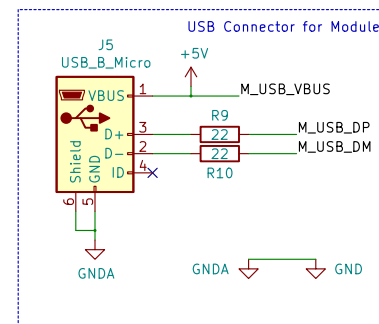 USB Connector for Module
J5
USB_B_Micro
+5V
VBUS 1 M_USB_VBUS
R9
D+ 3 22 M_USB_DP
D- 2 22 M_USB_DM
ID 4
R10
Shield
GND
6 5
GNDA
GNDA GND